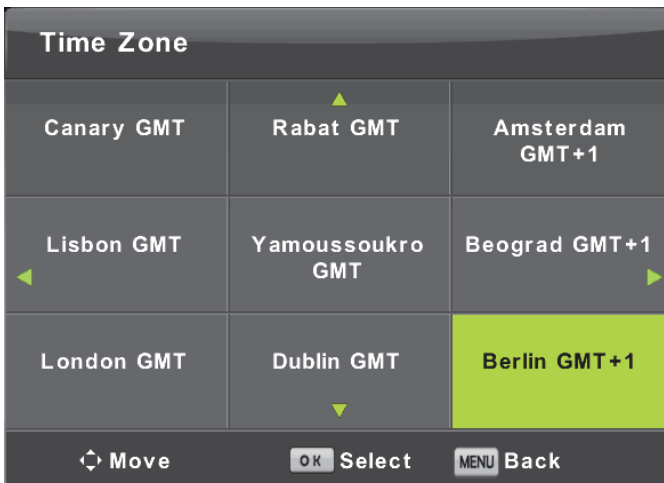 Time Zone
Canary GMT
Rabat GMT
Amsterdam
GMT+1
Lisbon GMT
Yamoussoukro
GMT
Beograd GMT+1
London GMT
Dublin GMT
Berlin GMT+1
Move
OK Select
MENU Back